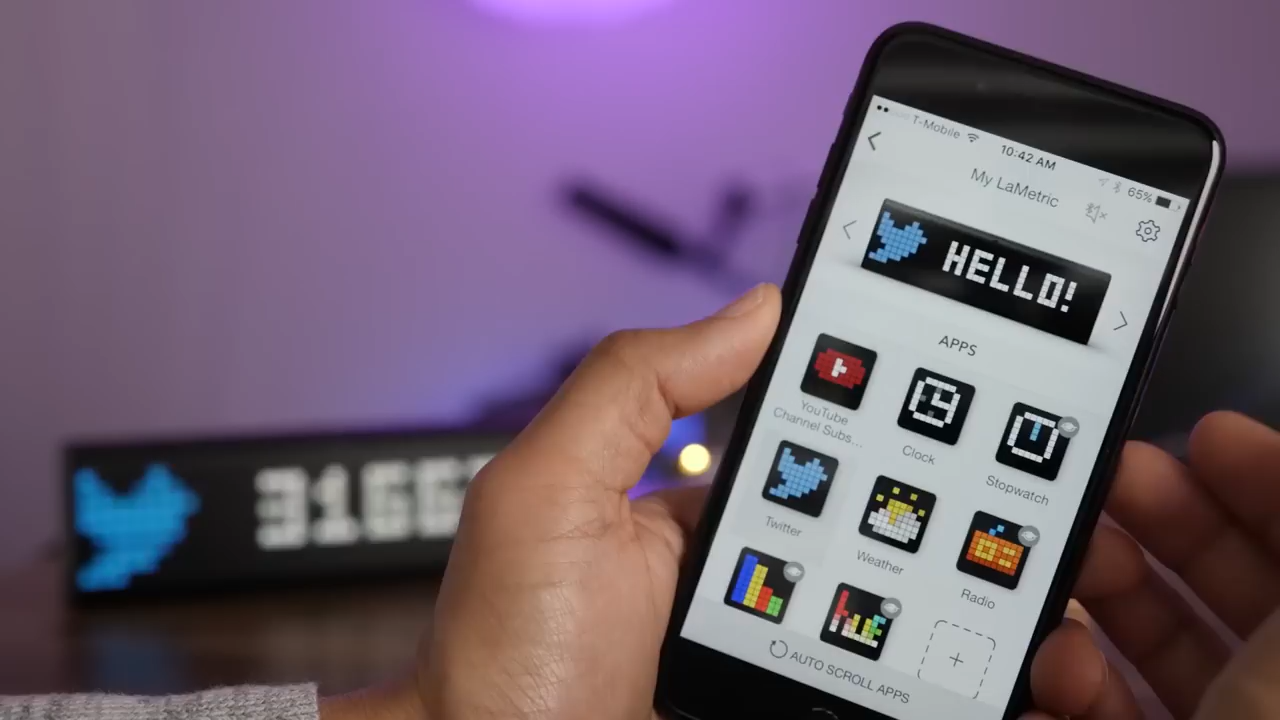 T-Mobile
10:42 AM
65%
My LaMetric
HELLO!
APPS
YouTube
Channel Subs...
Clock
Stopwatch
Twitter
Weather
Radio
hue
AUTO SCROLL APPS